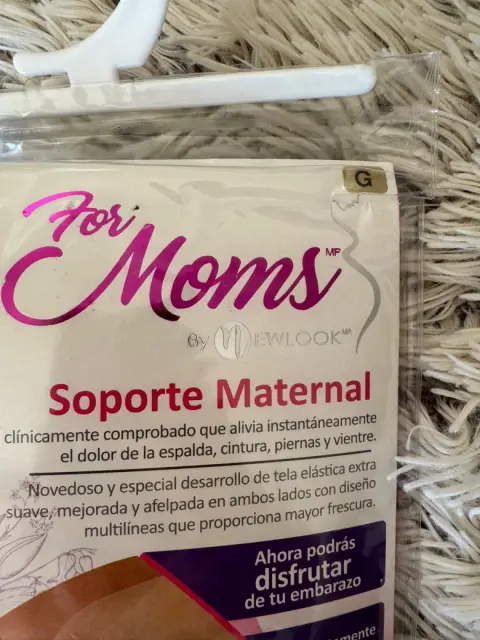 G
For
Moms MP
By NEWLOOK MR
Soporte Maternal
clínicamente comprobado que alivia instantáneamente
el dolor de la espalda, cintura, piernas y vientre.
Novedoso y especial desarrollo de tela elástica extra
suave, mejorada y afelpada en ambos lados con diseño
multilíneas que proporciona mayor frescura.
Ahora podrás
disfrutar
de tu embarazo